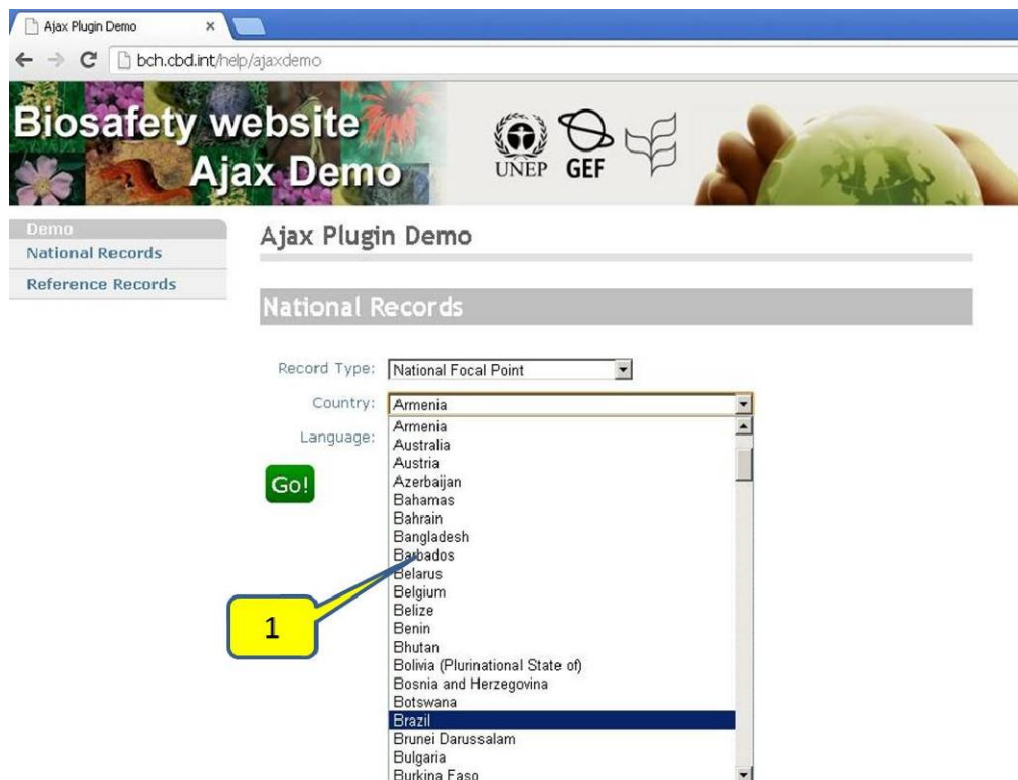 Ajax Plugin Demo
bch.cbd.int/help/ajaxdemo
Biosafety website
Ajax Demo
UNEP
GEF
Demo
National Records
Reference Records
Ajax Plugin Demo
National Records
Record Type: National Focal Point
Country: Armenia
Language:
Go!
Armenia
Australia
Austria
Azerbaijan
Bahamas
Bahrain
Bangladesh
Barbados
Belarus
Belgium
Belize
Benin
Bhutan
Bolivia (Plurinational State of)
Bosnia and Herzegovina
Botswana
Brazil
Brunei Darussalam
Bulgaria
Burkina Faso
1